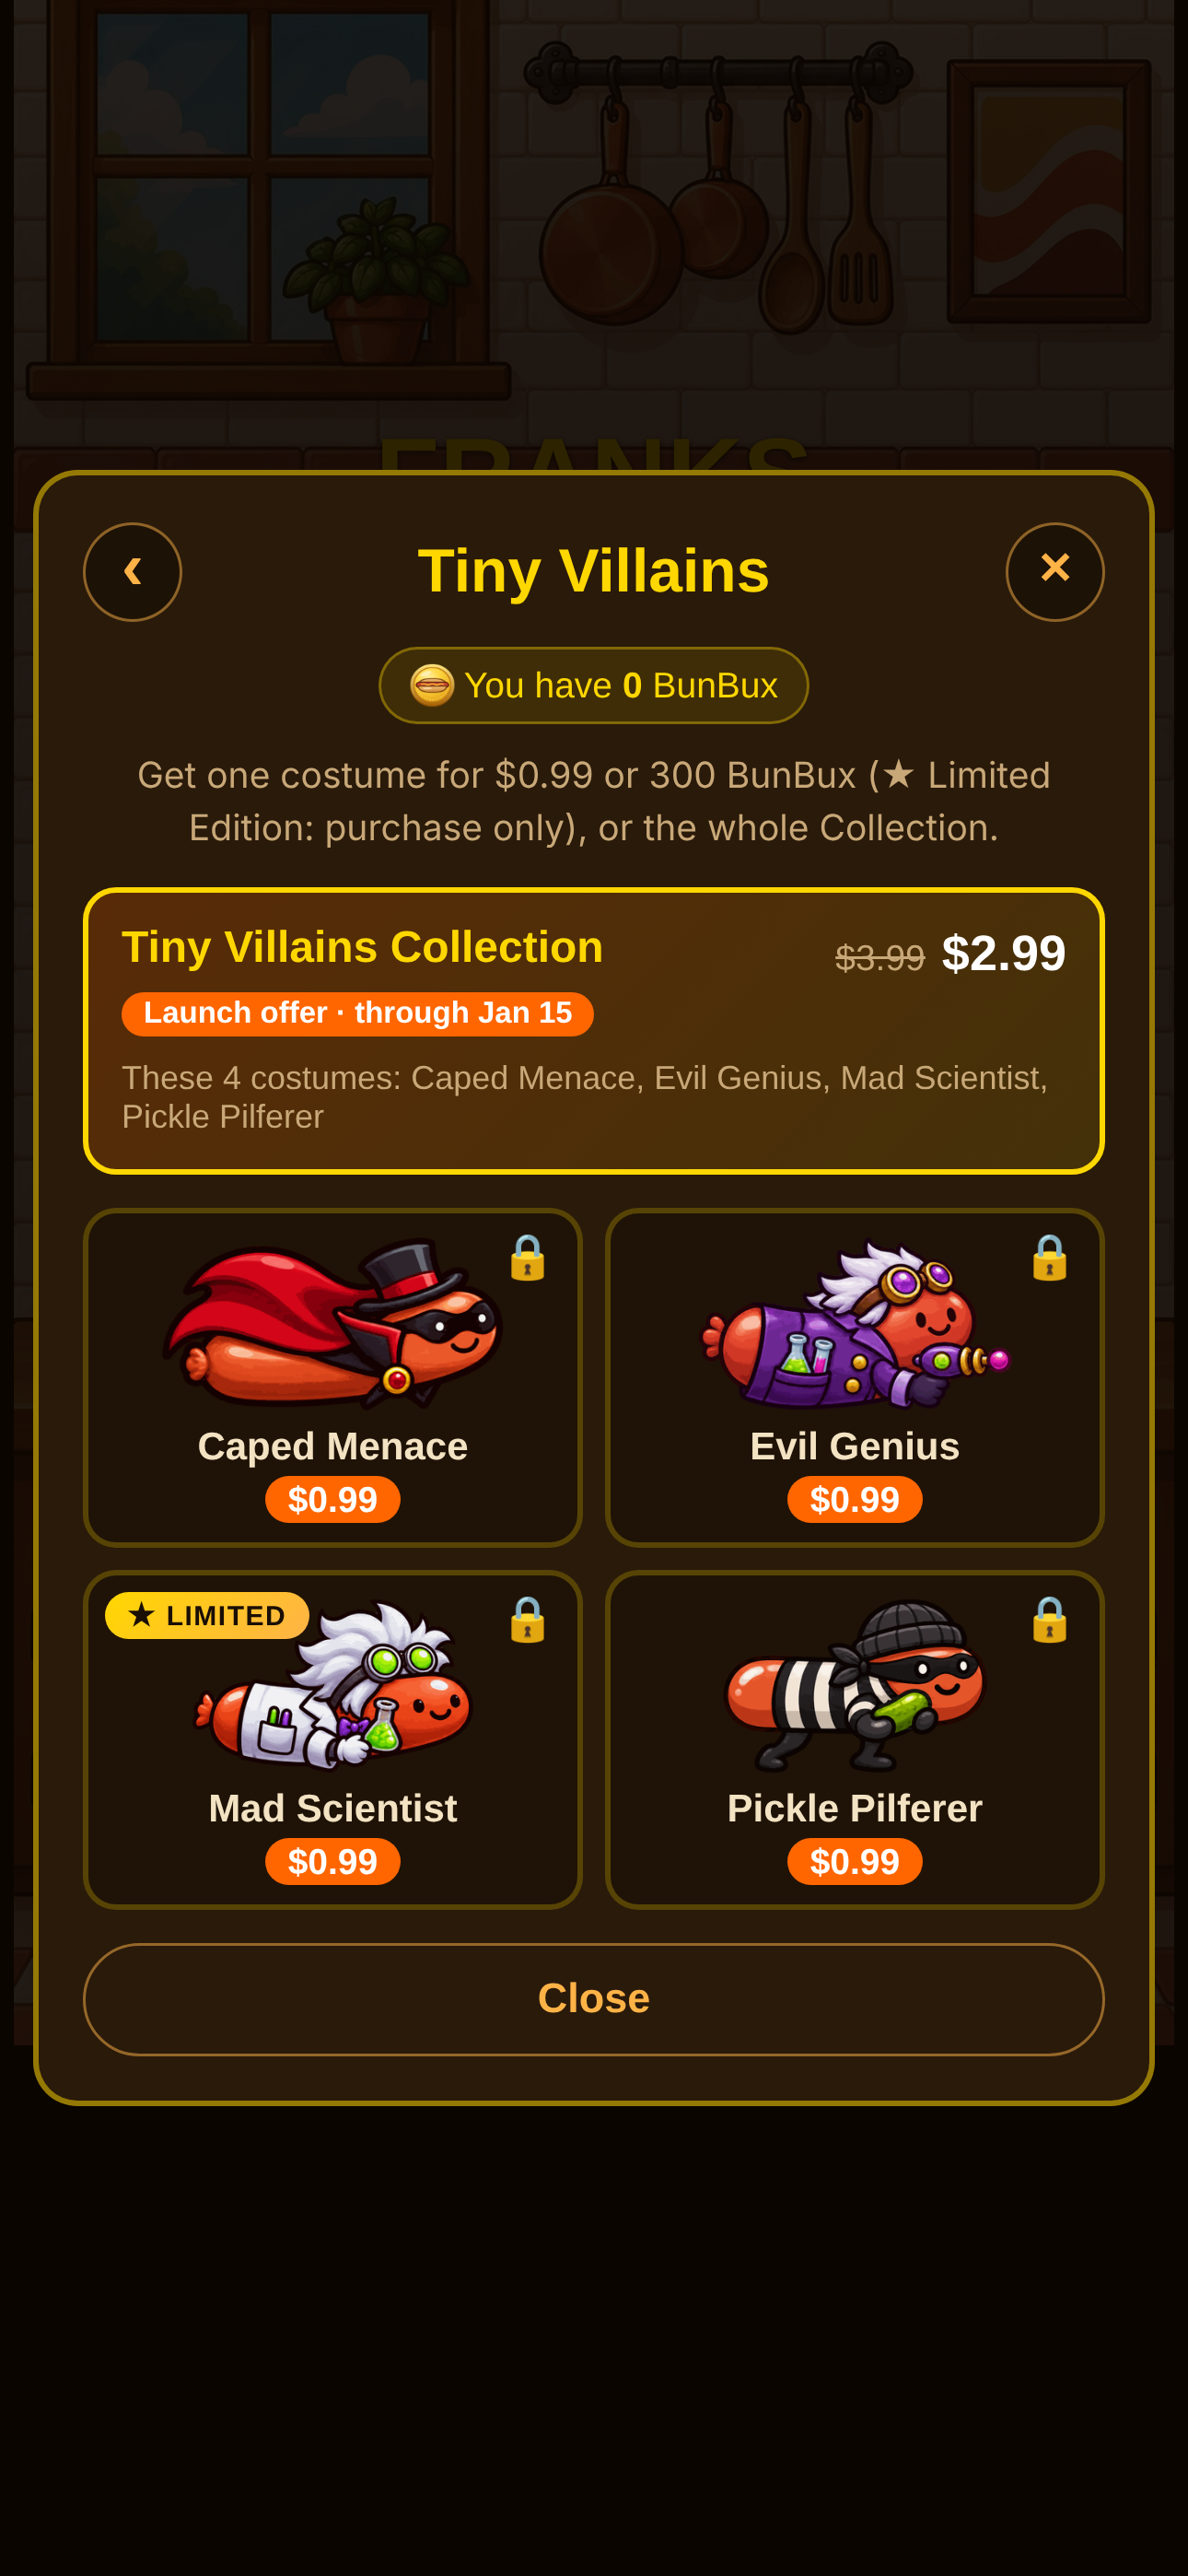 FRANKS
‹
Tiny Villains
✕
You have 0 BunBux
Get one costume for $0.99 or 300 BunBux (★ Limited
Edition: purchase only), or the whole Collection.
Tiny Villains Collection
$3.99 $2.99
Launch offer · through Jan 15
These 4 costumes: Caped Menace, Evil Genius, Mad Scientist,
Pickle Pilferer
Caped Menace
$0.99
Evil Genius
$0.99
★ LIMITED
Mad Scientist
$0.99
Pickle Pilferer
$0.99
Close